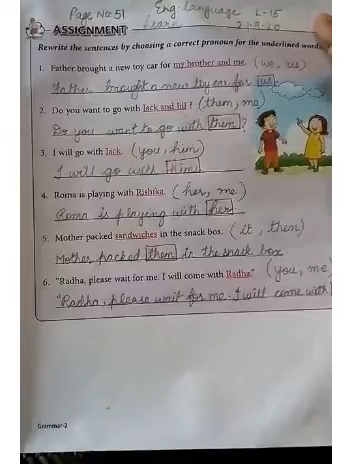 Page No: 51 Eng-language L-15
Learn 21.9.20
ASSIGNMENT
Rewrite the sentences by choosing a correct pronoun for the underlined words.
1. Father brought a new toy car for my brother and me. (we, us)
Father brought a new toy car for us
2. Do you want to go with Jack and Jill? (them, me)
Do you want to go with them?
3. I will go with Jack. (you, him)
I will go with him
4. Roma is playing with Rishika. (her, me)
Roma is playing with her.
5. Mother packed sandwiches in the snack box. (it, them)
Mother packed them in the snack box
6. "Radha, please wait for me. I will come with Radha." (you, me
"Radha, please wait for me. I will come with
Grammar-2